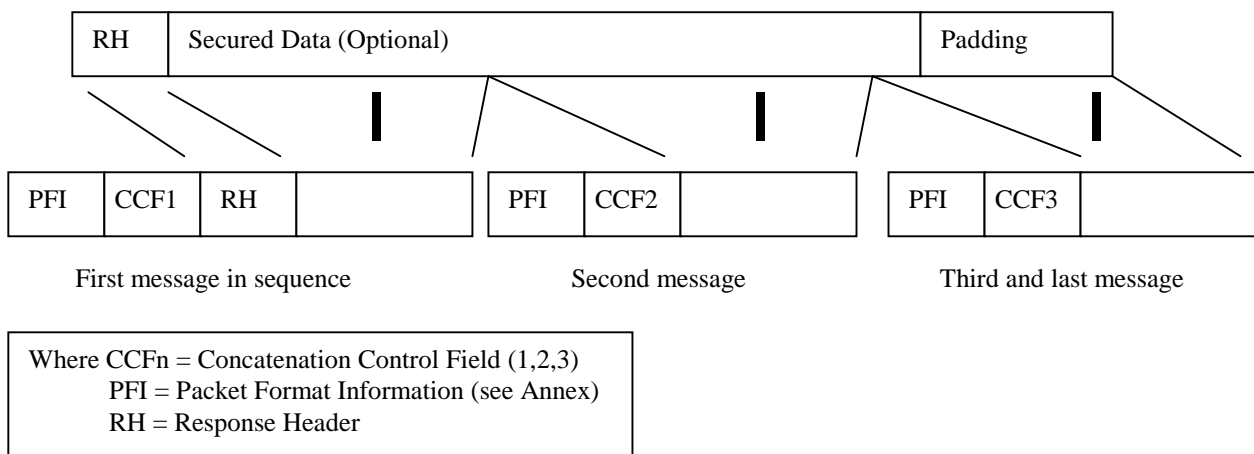 RH Secured Data (Optional) Padding
PFI CCF1 RH PFI CCF2 PFI CCF3
First message in sequence Second message Third and last message
Where CCFn = Concatenation Control Field (1,2,3)
PFI = Packet Format Information (see Annex)
RH = Response Header